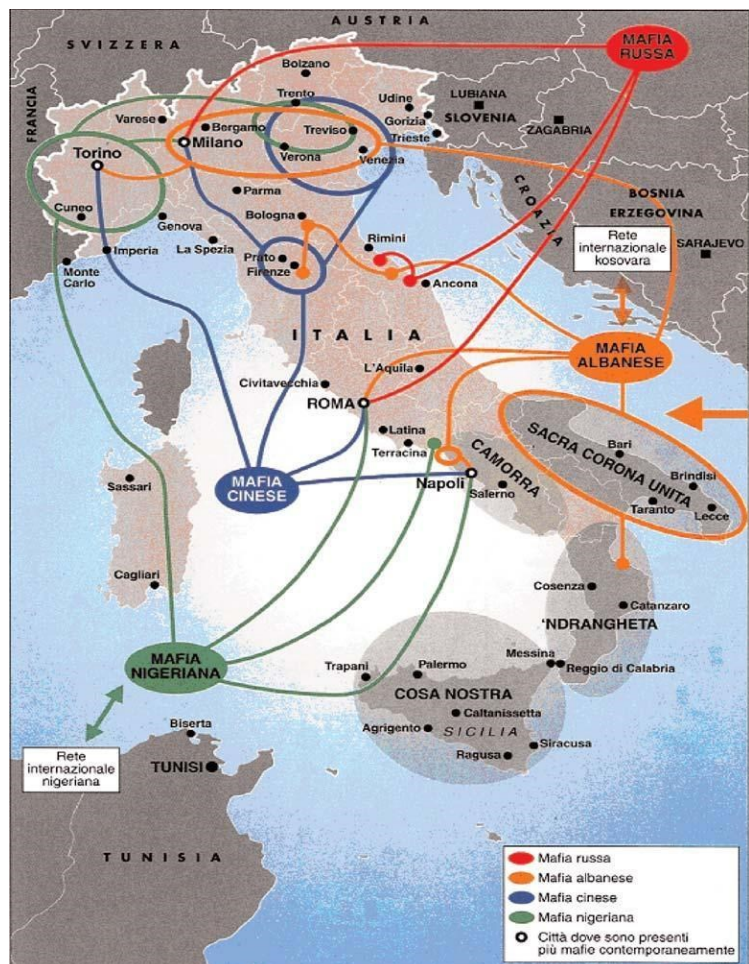 AUSTRIA
SVIZZERA
MAFIA
RUSSA
Bolzano
FRANCIA
Trento
Udine
LUBIANA
Varese
Bergamo
Treviso
Gorizia
SLOVENIA
Milano
Trieste
ZAGABRIA
Torino
Verona
Venezia
CROAZIA
Parma
BOSNIA
ERZEGOVINA
Cuneo
Bologna
Genova
Rimini
Rete
internazionale
kosovara
SARAJEVO
Imperia
La Spezia
Prato
Firenze
Monte
Carlo
Ancona
ITALIA
MAFIA
ALBANESE
L'Aquila
Civitavecchia
ROMA
Latina
Terracina
SACRA CORONA UNITA
Bari
Brindisi
Taranto
Lecce
CAMORRA
MAFIA
CINESE
Napoli
Salerno
Sassari
Cagliari
Cosenza
Catanzaro
'NDRANGHETA
MAFIA
NIGERIANA
Messina
Reggio di Calabria
Trapani
Palermo
COSA NOSTRA
Caltanissetta
Agrigento
SICILIA
Siracusa
Ragusa
Biserta
Rete
internazionale
nigeriana
TUNISI
TUNISIA
Mafia russa
Mafia albanese
Mafia cinese
Mafia nigeriana
Città dove sono presenti
più mafie contemporaneamente